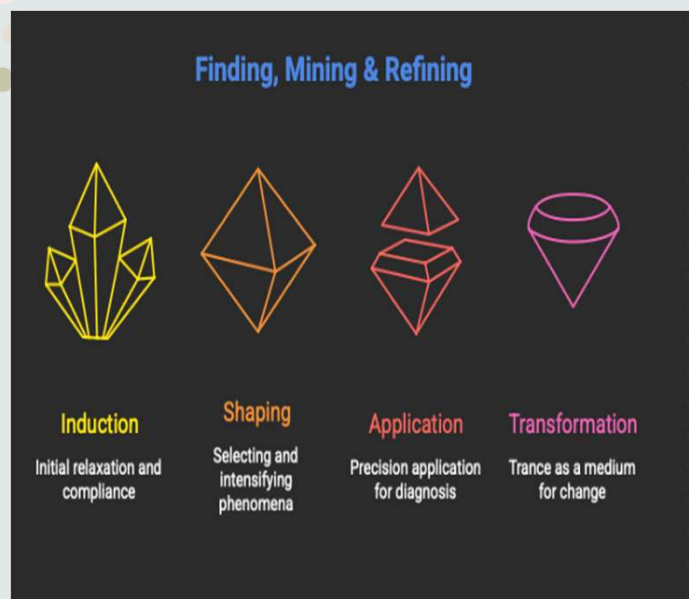 Finding, Mining & Refining
Induction
Initial relaxation and
compliance
Shaping
Selecting and
intensifying
phenomena
Application
Precision application
for diagnosis
Transformation
Trance as a medium
for change